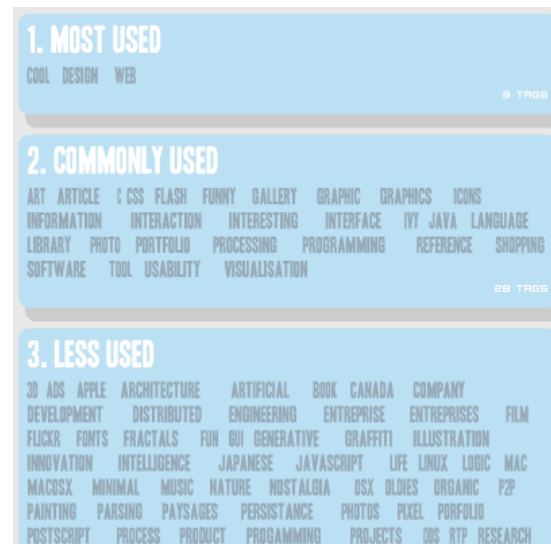 1. MOST USED
COOL DESIGN WEB
3 TAGS
2. COMMONLY USED
ART ARTICLE C CSS FLASH FUNNY GALLERY GRAPHIC GRAPHICS ICONS
INFORMATION INTERACTION INTERESTING INTERFACE IVY JAVA LANGUAGE
LIBRARY PHOTO PORTFOLIO PROCESSING PROGRAMMING REFERENCE SHOPPING
SOFTWARE TOOL USABILITY VISUALISATION
28 TAGS
3. LESS USED
3D ADS APPLE ARCHITECTURE ARTIFICIAL BOOK CANADA COMPANY
DEVELOPMENT DISTRIBUTED ENGINEERING ENTREPRISE ENTREPRISES FILM
FLICKR FONTS FRACTALS FUN GUI GENERATIVE GRAFFITI ILLUSTRATION
INNOVATION INTELLIGENCE JAPANESE JAVASCRIPT LIFE LINUX LOGIC MAC
MACOSX MINIMAL MUSIC NATURE NOSTALGIA OSX OLDIES ORGANIC P2P
PAINTING PARSING PAYSAGES PERSISTANCE PHOTOS PIXEL PORFOLIO
POSTSCRIPT PROCESS PRODUCT PROGAMMING PROJECTS RTP RESEARCH